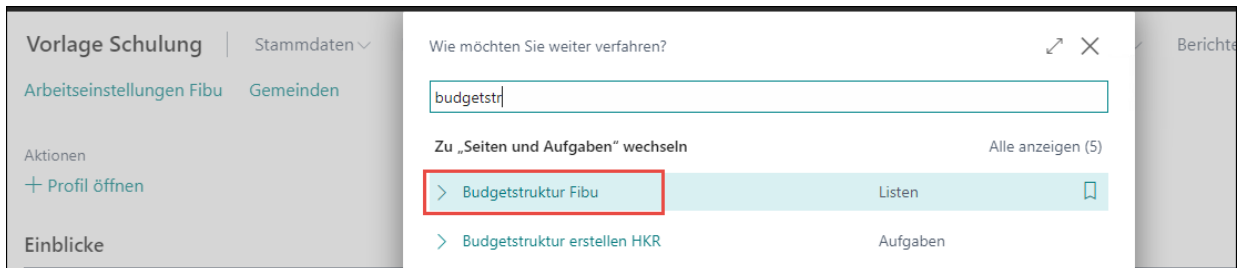 Vorlage Schulung Stammdaten
Wie möchten Sie weiter verfahren?
Berichte
Arbeitseinstellungen Fibu Gemeinden
budgetstr
Zu „Seiten und Aufgaben“ wechseln Alle anzeigen (5)
Aktionen
+ Profil öffnen
Budgetstruktur Fibu Listen
Einblicke
Budgetstruktur erstellen HKR Aufgaben